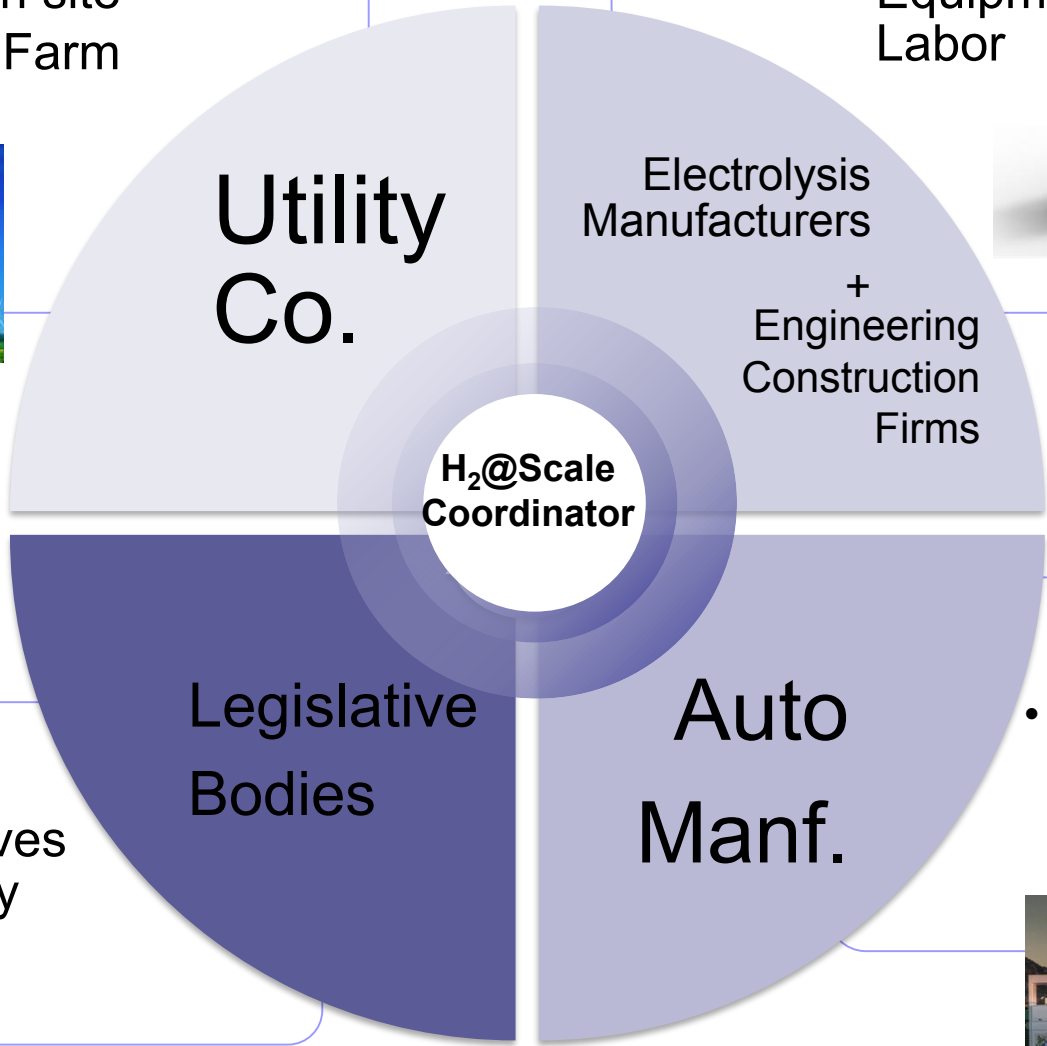 Farm
Labor
Utility
Co.
Electrolysis
Manufacturers
+
Engineering
Construction
Firms
H₂@Scale
Coordinator
Legislative
Bodies
Auto
Manf.
•